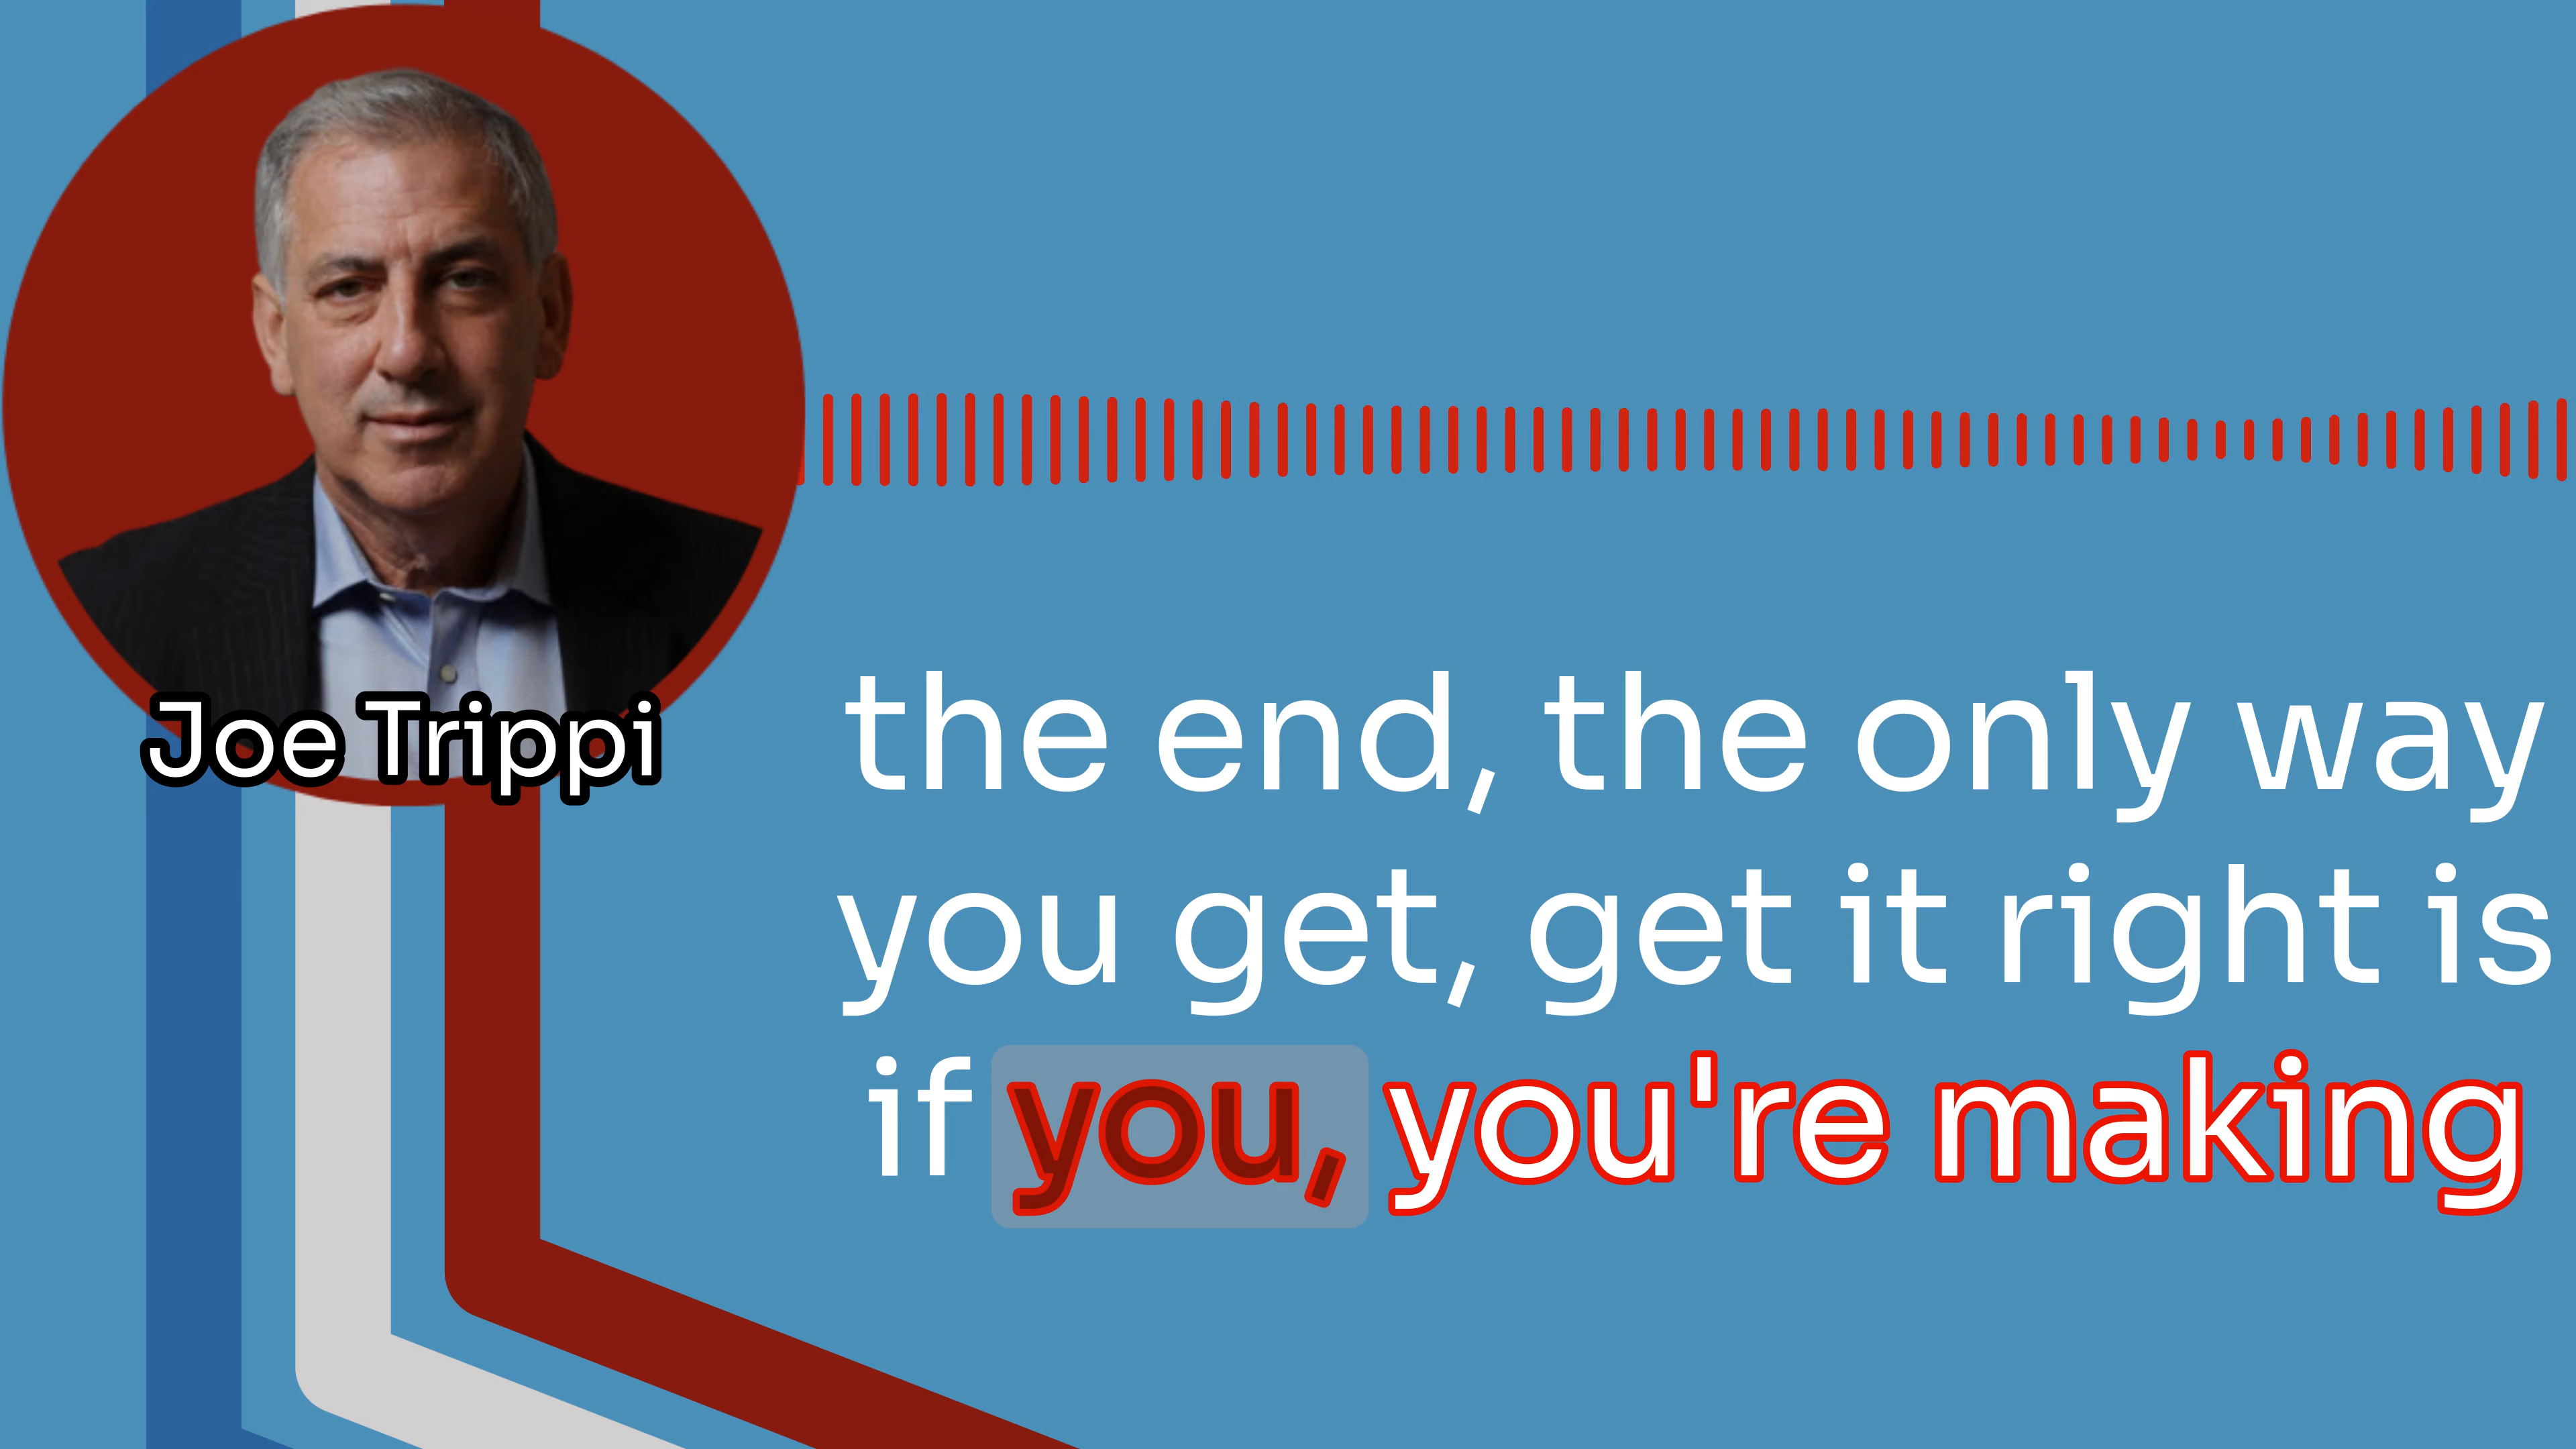 Joe Trippi
the end, the only way
you get, get it right is
if you, you're making